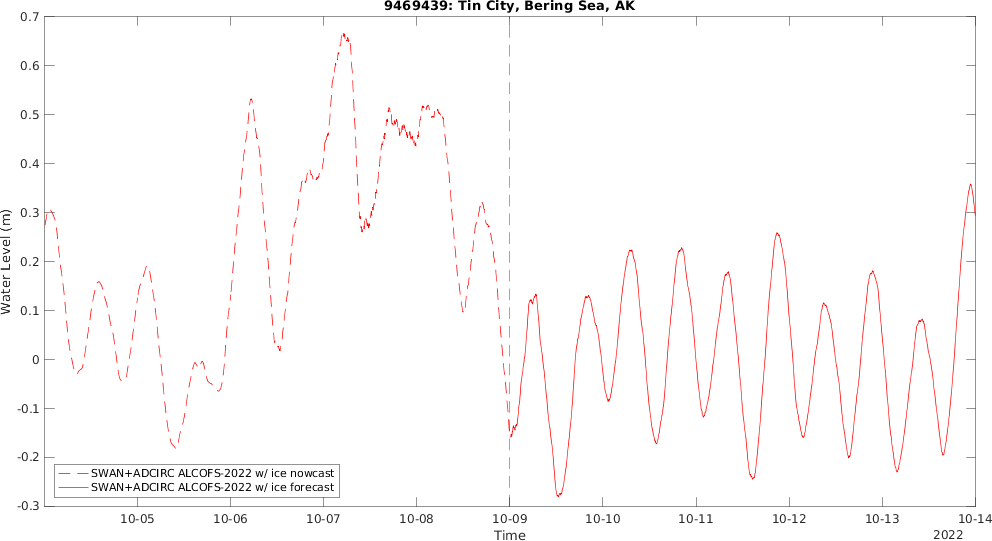 9469439: Tin City, Bering Sea, AK
Water Level (m)
0.7
0.6
0.5
0.4
0.3
0.2
0.1
0
-0.1
-0.2
-0.3
SWAN+ADCIRC ALCOFS-2022 w/ ice nowcast
SWAN+ADCIRC ALCOFS-2022 w/ ice forecast
10-05 10-06 10-07 10-08 10-09 10-10 10-11 10-12 10-13 10-14
Time
2022